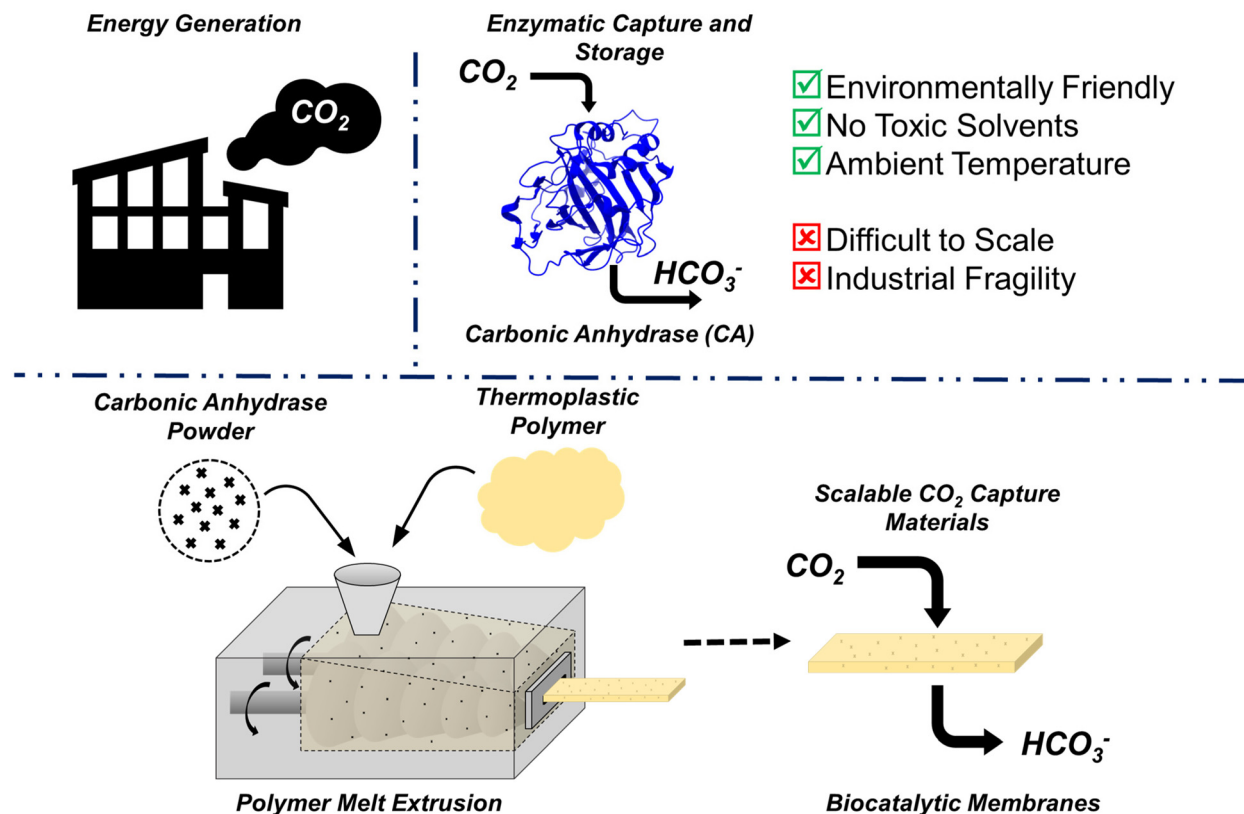 Energy Generation
CO₂
Enzymatic Capture and
Storage
CO₂
HCO₃⁻
Carbonic Anhydrase (CA)
Environmentally Friendly
No Toxic Solvents
Ambient Temperature
Difficult to Scale
Industrial Fragility
Carbonic Anhydrase
Powder
Thermoplastic
Polymer
Polymer Melt Extrusion
Scalable CO₂ Capture
Materials
CO₂
HCO₃⁻
Biocatalytic Membranes